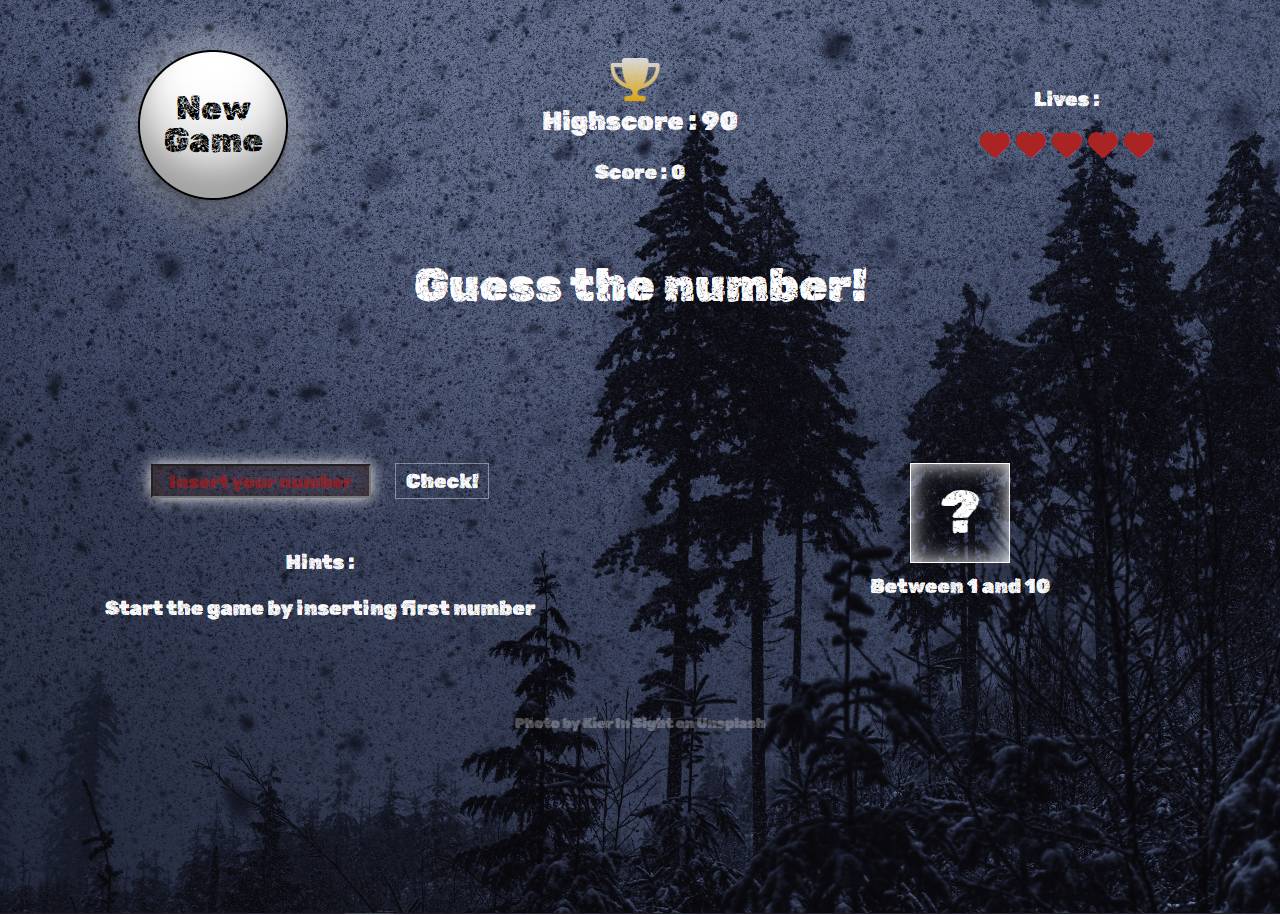 New
Game
Highscore : 90
Score : 0
Lives :
Guess the number!
Insert your number
Check!
?
Hints :
Between 1 and 10
Start the game by inserting first number
Photo by Kier in Sight on Unsplash